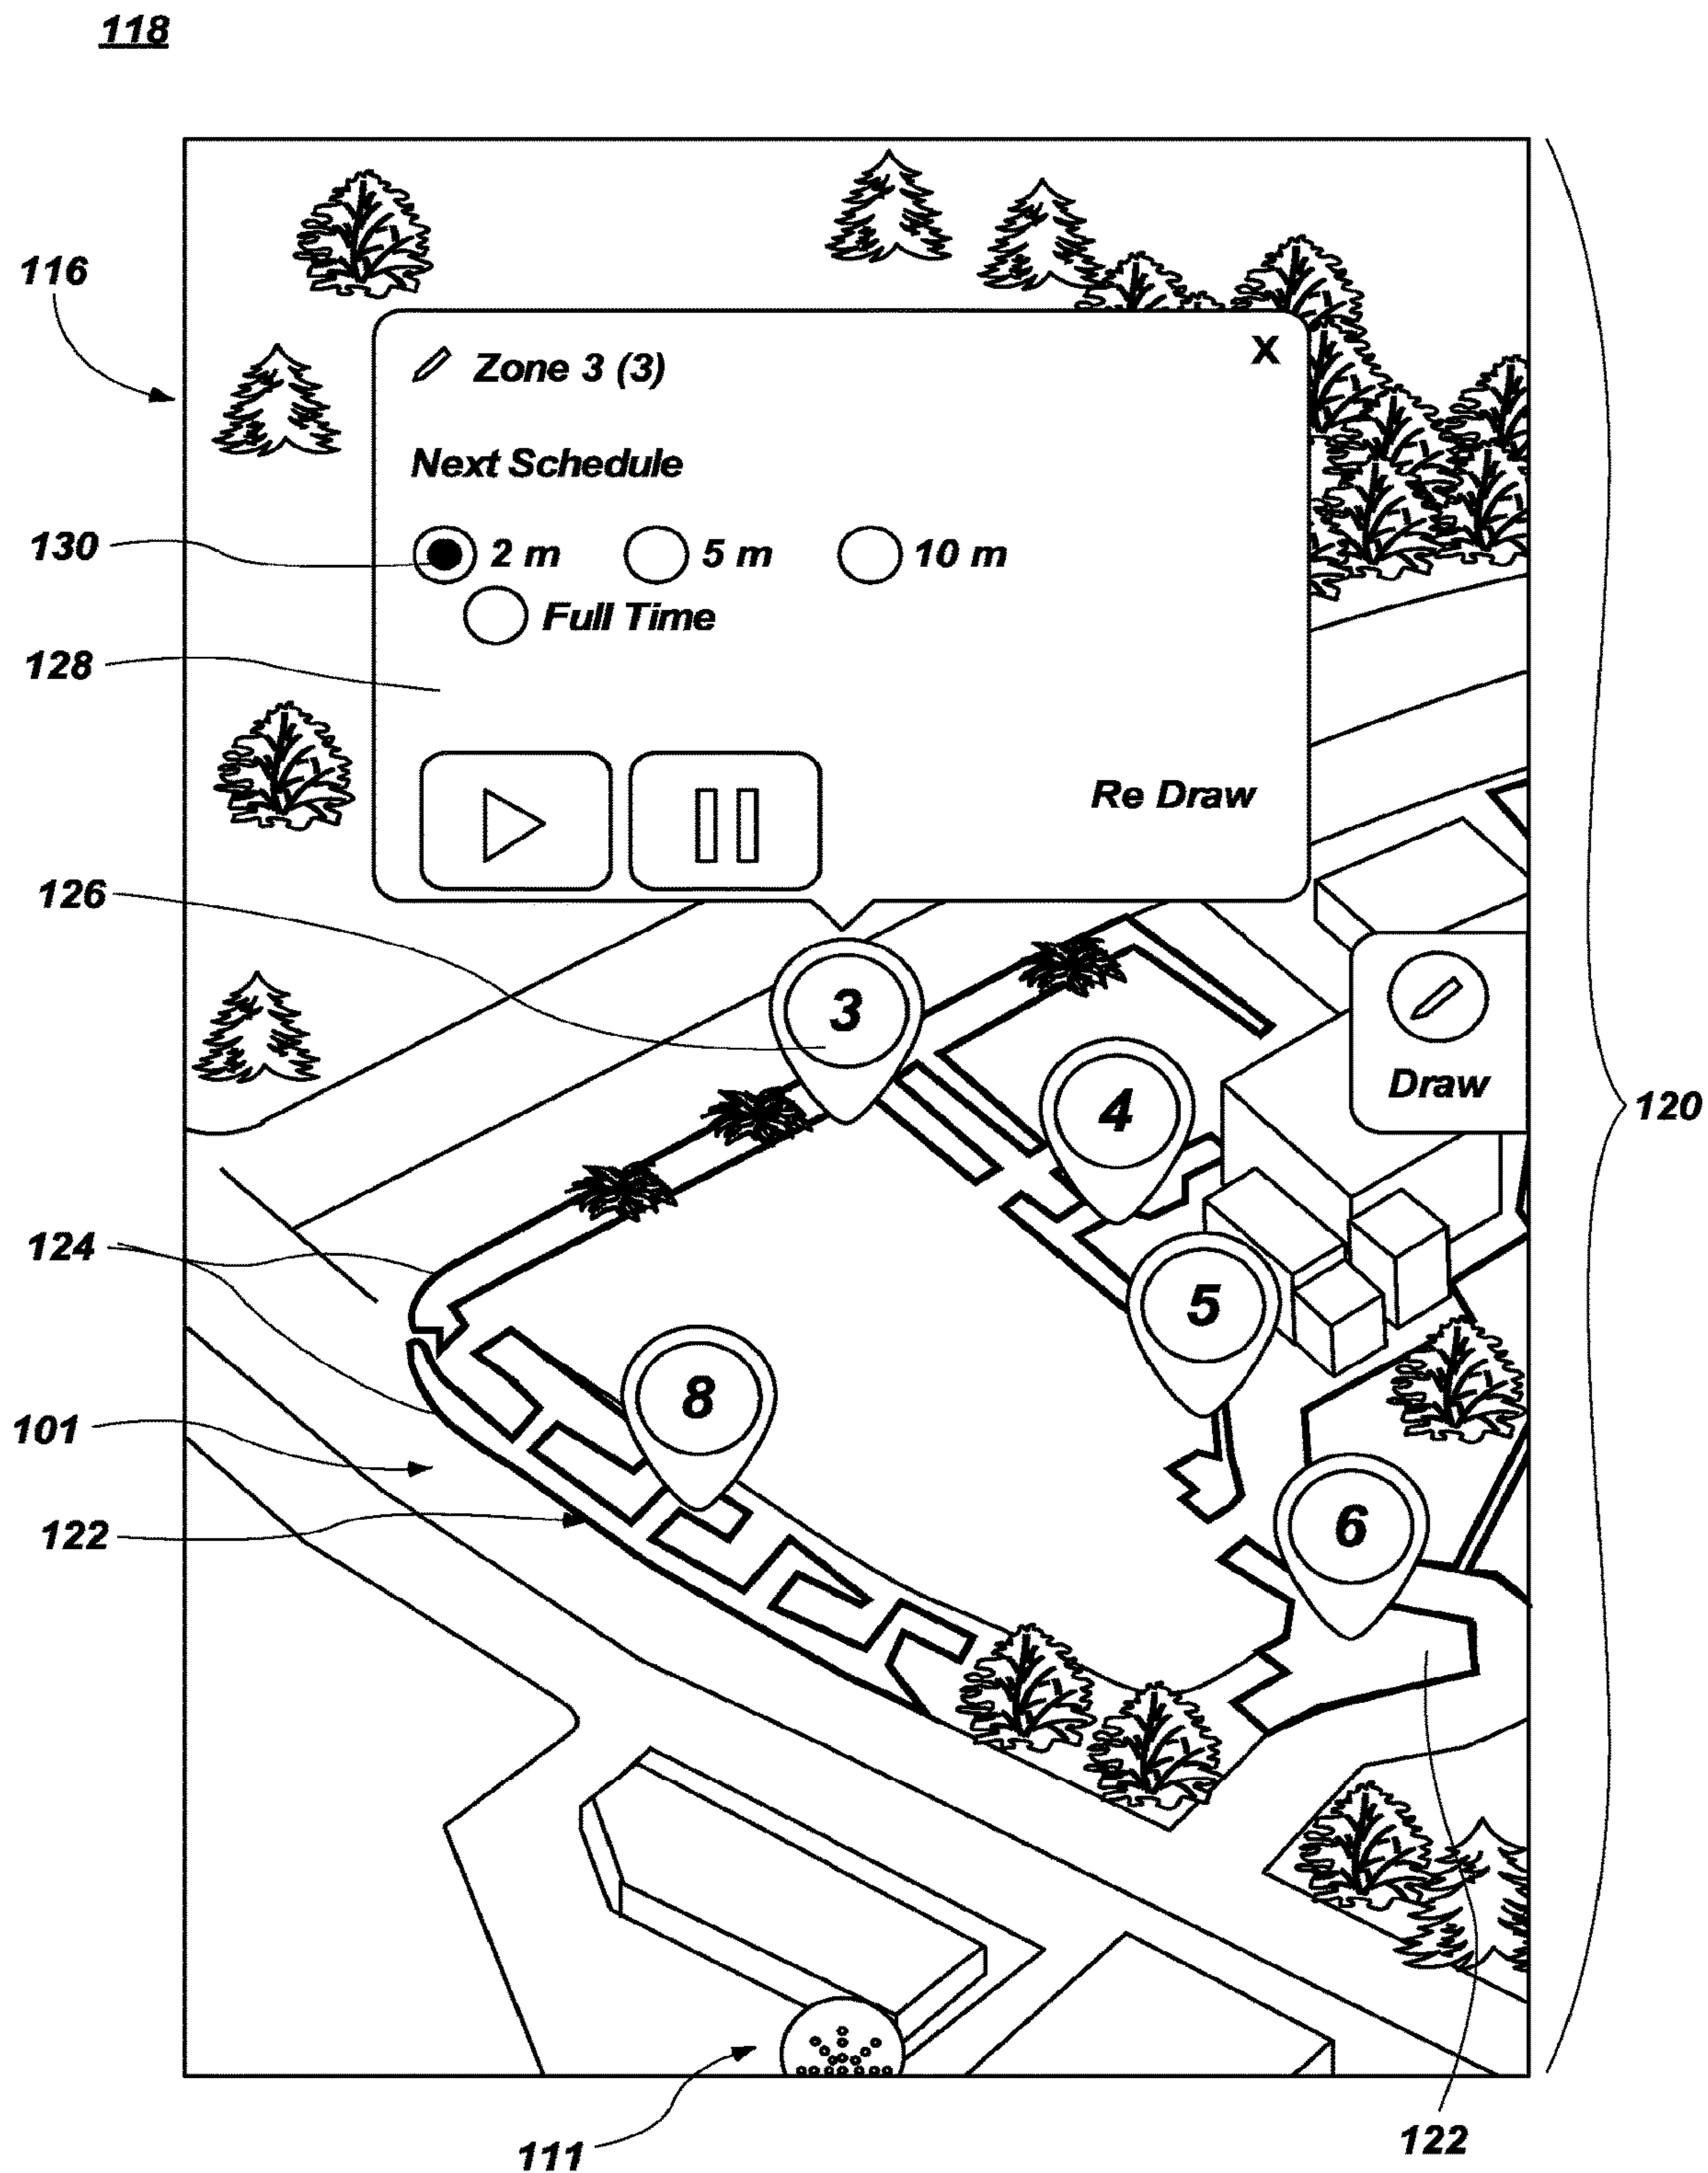 118
116
Zone 3 (3)
X
Next Schedule
130
2 m
5 m
10 m
Full Time
128
Re Draw
126
3
4
Draw
120
124
5
8
101
122
6
111
122